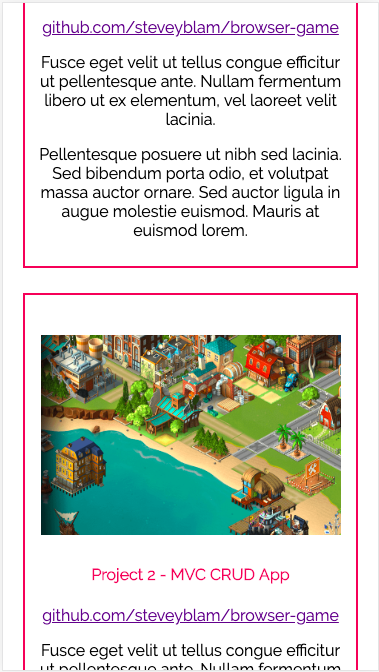 github.com/steveyblam/browser-game
Fusce eget velit ut tellus congue efficitur
ut pellentesque ante. Nullam fermentum
libero ut ex elementum, vel laoreet velit
lacinia.
Pellentesque posuere ut nibh sed lacinia.
Sed bibendum porta odio, et volutpat
massa auctor ornare. Sed auctor ligula in
augue molestie euismod. Mauris at
euismod lorem.
Project 2 - MVC CRUD App
github.com/steveyblam/browser-game
Fusce eget velit ut tellus congue efficitur
ut pellentesque ante. Nullam fermentum